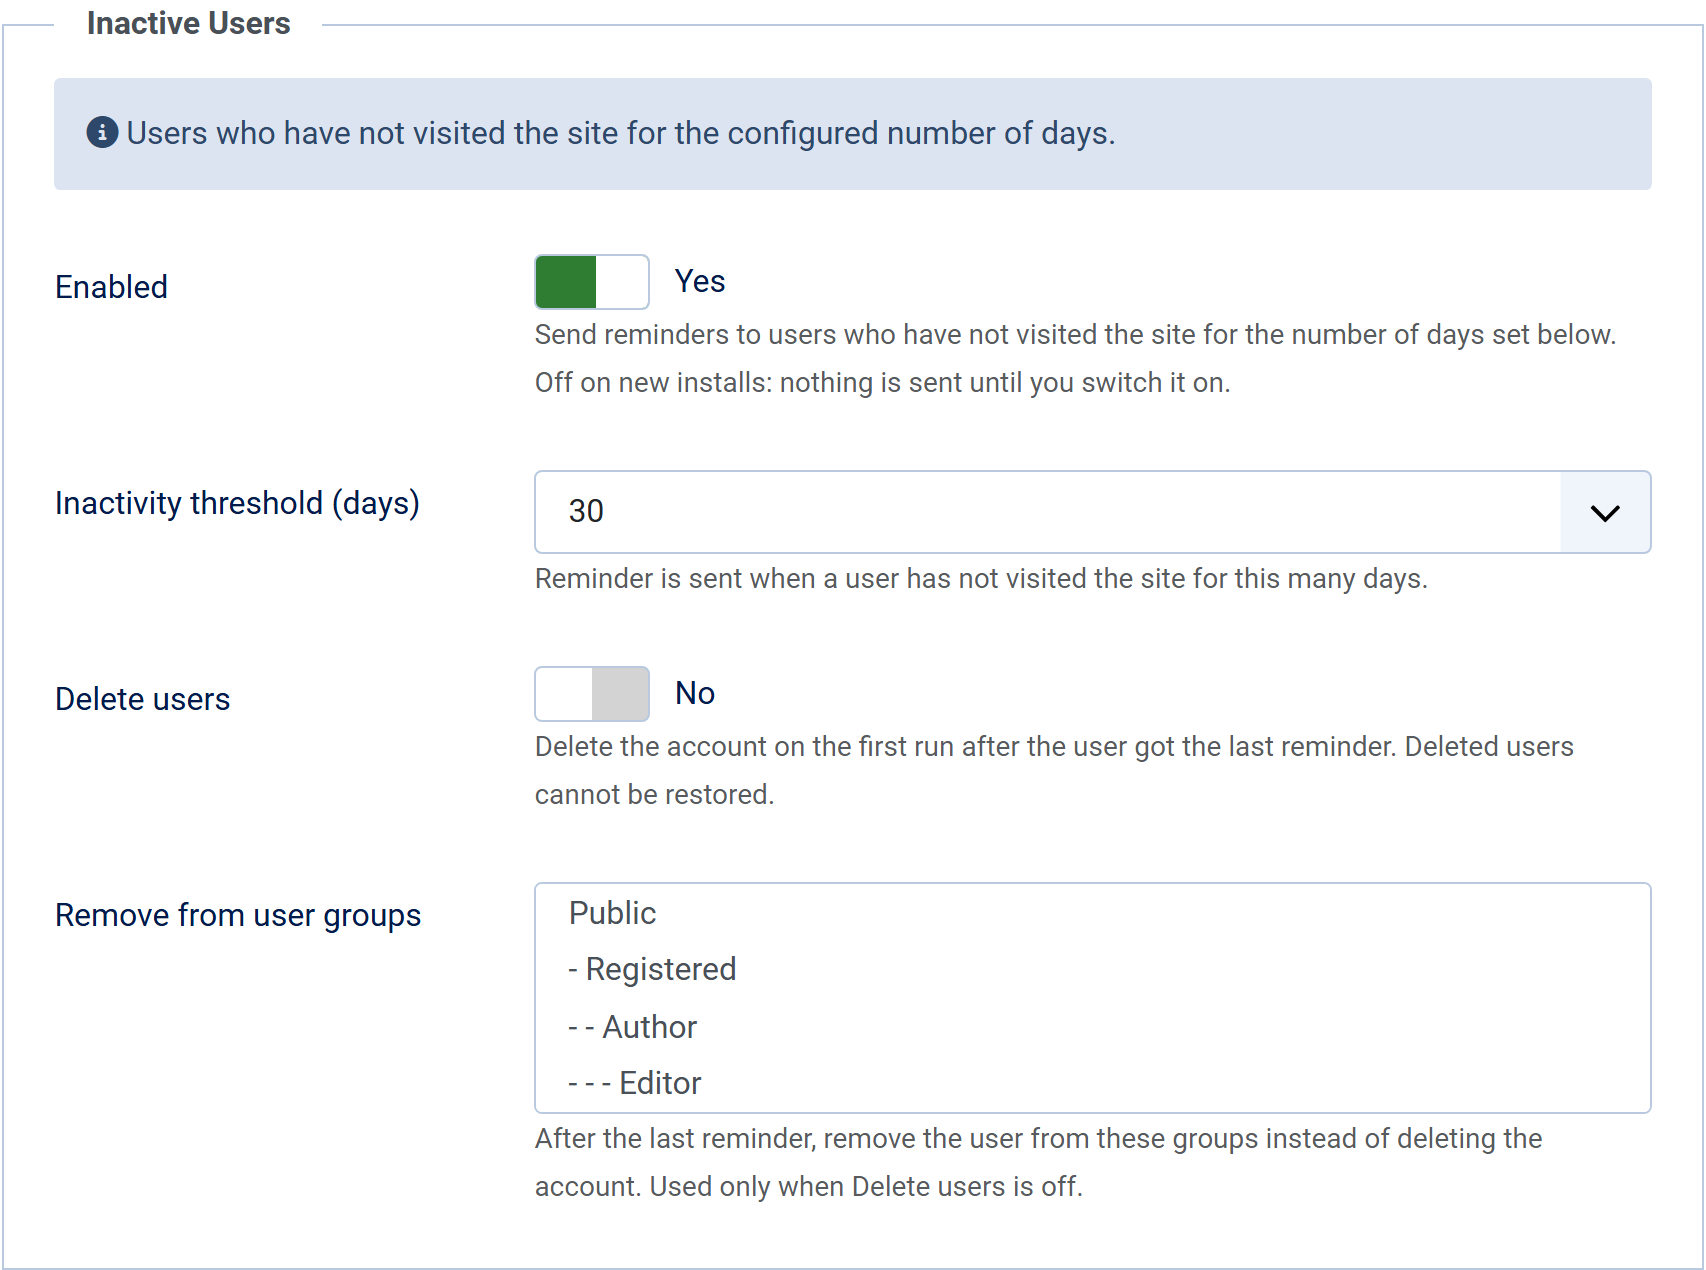 Inactive Users
Users who have not visited the site for the configured number of days.
Enabled
Yes
Send reminders to users who have not visited the site for the number of days set below.
Off on new installs: nothing is sent until you switch it on.
Inactivity threshold (days)
30
Reminder is sent when a user has not visited the site for this many days.
Delete users
No
Delete the account on the first run after the user got the last reminder. Deleted users
cannot be restored.
Remove from user groups
Public
- Registered
- - Author
- - - Editor
After the last reminder, remove the user from these groups instead of deleting the
account. Used only when Delete users is off.